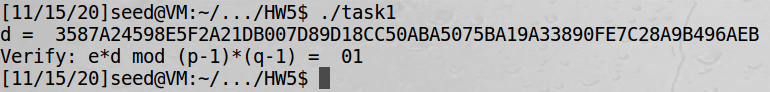 [11/15/20]seed@VM:~/.../HW5$ ./task1
d =  3587A24598E5F2A21DB007D89D18CC50ABA5075BA19A33890FE7C28A9B496AEB
Verify: e*d mod (p-1)*(q-1) =  01
[11/15/20]seed@VM:~/.../HW5$